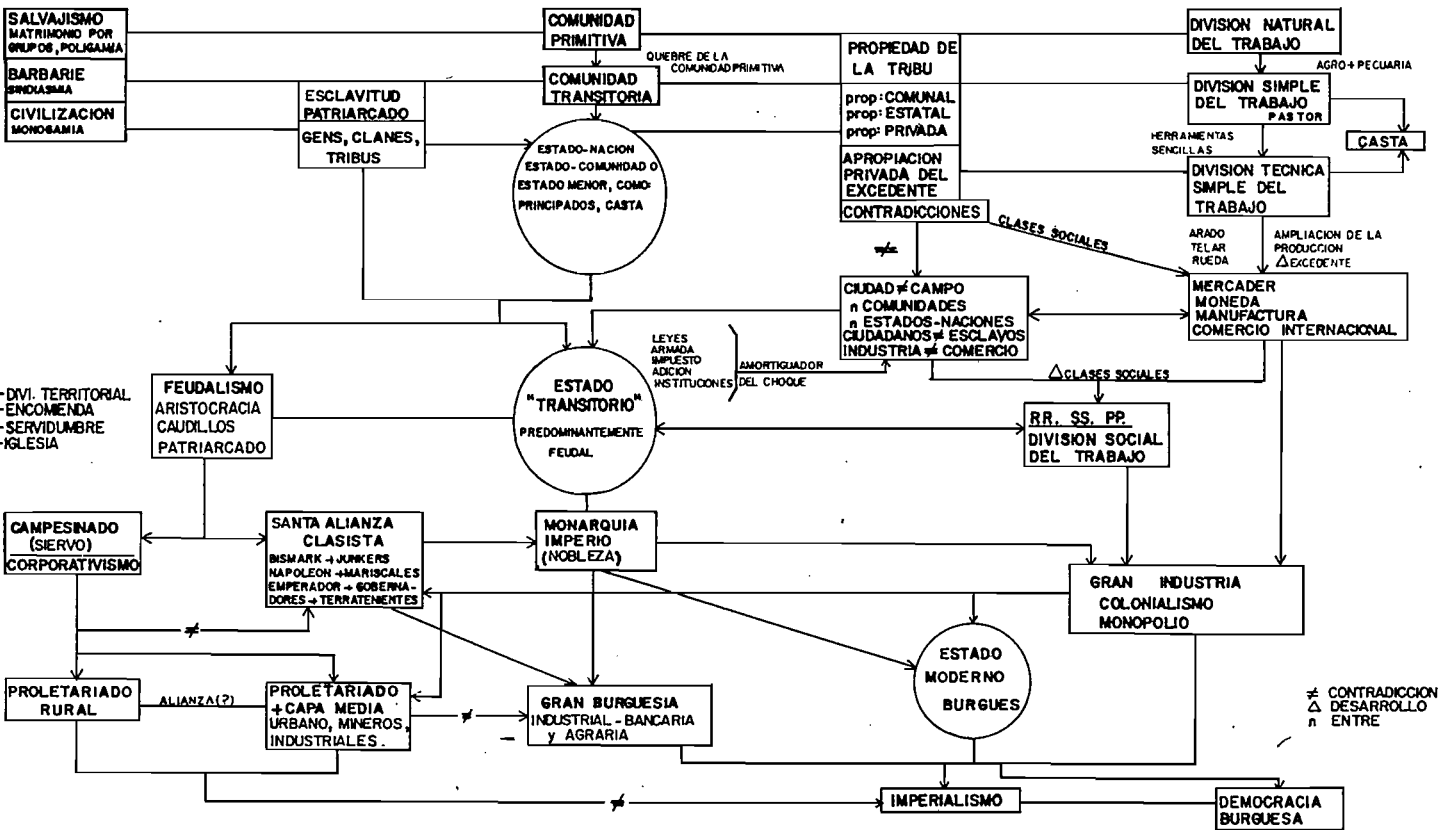 SALVAJISMO
MATRIMONIO POR
GRUPOS, POLIGAMIA
BARBARIE
SINDIASMIA
CIVILIZACION
MONOGAMIA
ESCLAVITUD
PATRIARCADO
GENS, CLANES,
TRIBUS
COMUNIDAD
PRIMITIVA
QUIEBRE DE LA
COMUNIDAD PRIMITIVA
COMUNIDAD
TRANSITORIA
ESTADO-NACION
ESTADO-COMUNIDAD O
ESTADO MENOR, COMO:
PRINCIPADOS, CASTA
PROPIEDAD DE
LA TRIBU
prop: COMUNAL
prop: ESTATAL
prop: PRIVADA
APROPIACION
PRIVADA DEL
EXCEDENTE
CONTRADICCIONES
DIVISION NATURAL
DEL TRABAJO
AGRO + PECUARIA
DIVISION SIMPLE
DEL TRABAJO
PASTOR
CASTA
HERRAMIENTAS
SENCILLAS
DIVISION TECNICA
SIMPLE DEL
TRABAJO
CLASES SOCIALES
≠
ARADO
TELAR
RUEDA
AMPLIACION DE LA
PRODUCCION
△ EXCEDENTE
CIUDAD ≠ CAMPO
n COMUNIDADES
n ESTADOS-NACIONES
CIUDADANOS ≠ ESCLAVOS
INDUSTRIA ≠ COMERCIO
MERCADER
MONEDA
MANUFACTURA
COMERCIO INTERNACIONAL
LEYES
ARMADA
IMPUESTO
ADICION
INSTITUCIONES
AMORTIGUADOR
DEL CHOQUE
△ CLASES SOCIALES
-DIVI. TERRITORIAL
-ENCOMIENDA
-SERVIDUMBRE
-IGLESIA
FEUDALISMO
ARISTOCRACIA
CAUDILLOS
PATRIARCADO
ESTADO
"TRANSITORIO"
PREDOMINANTEMENTE
FEUDAL
RR. SS. PP.
DIVISION SOCIAL
DEL TRABAJO
CAMPESINADO
(SIERVO)
CORPORATIVISMO
SANTA ALIANZA
CLASISTA
BISMARK → JUNKERS
NAPOLEON → MARISCALES
EMPERADOR → GOBERNA-
DORES → TERRATENIENTES
MONARQUIA
IMPERIO
(NOBLEZA)
GRAN INDUSTRIA
COLONIALISMO
MONOPOLIO
≠
ESTADO
MODERNO
BURGUES
PROLETARIADO
RURAL
ALIANZA (?)
PROLETARIADO
+ CAPA MEDIA
URBANO, MINEROS,
INDUSTRIALES.
≠
GRAN BURGUESIA
INDUSTRIAL - BANCARIA
y AGRARIA
≠ CONTRADICCION
△ DESARROLLO
n ENTRE
≠
IMPERIALISMO
DEMOCRACIA
BURGUESA